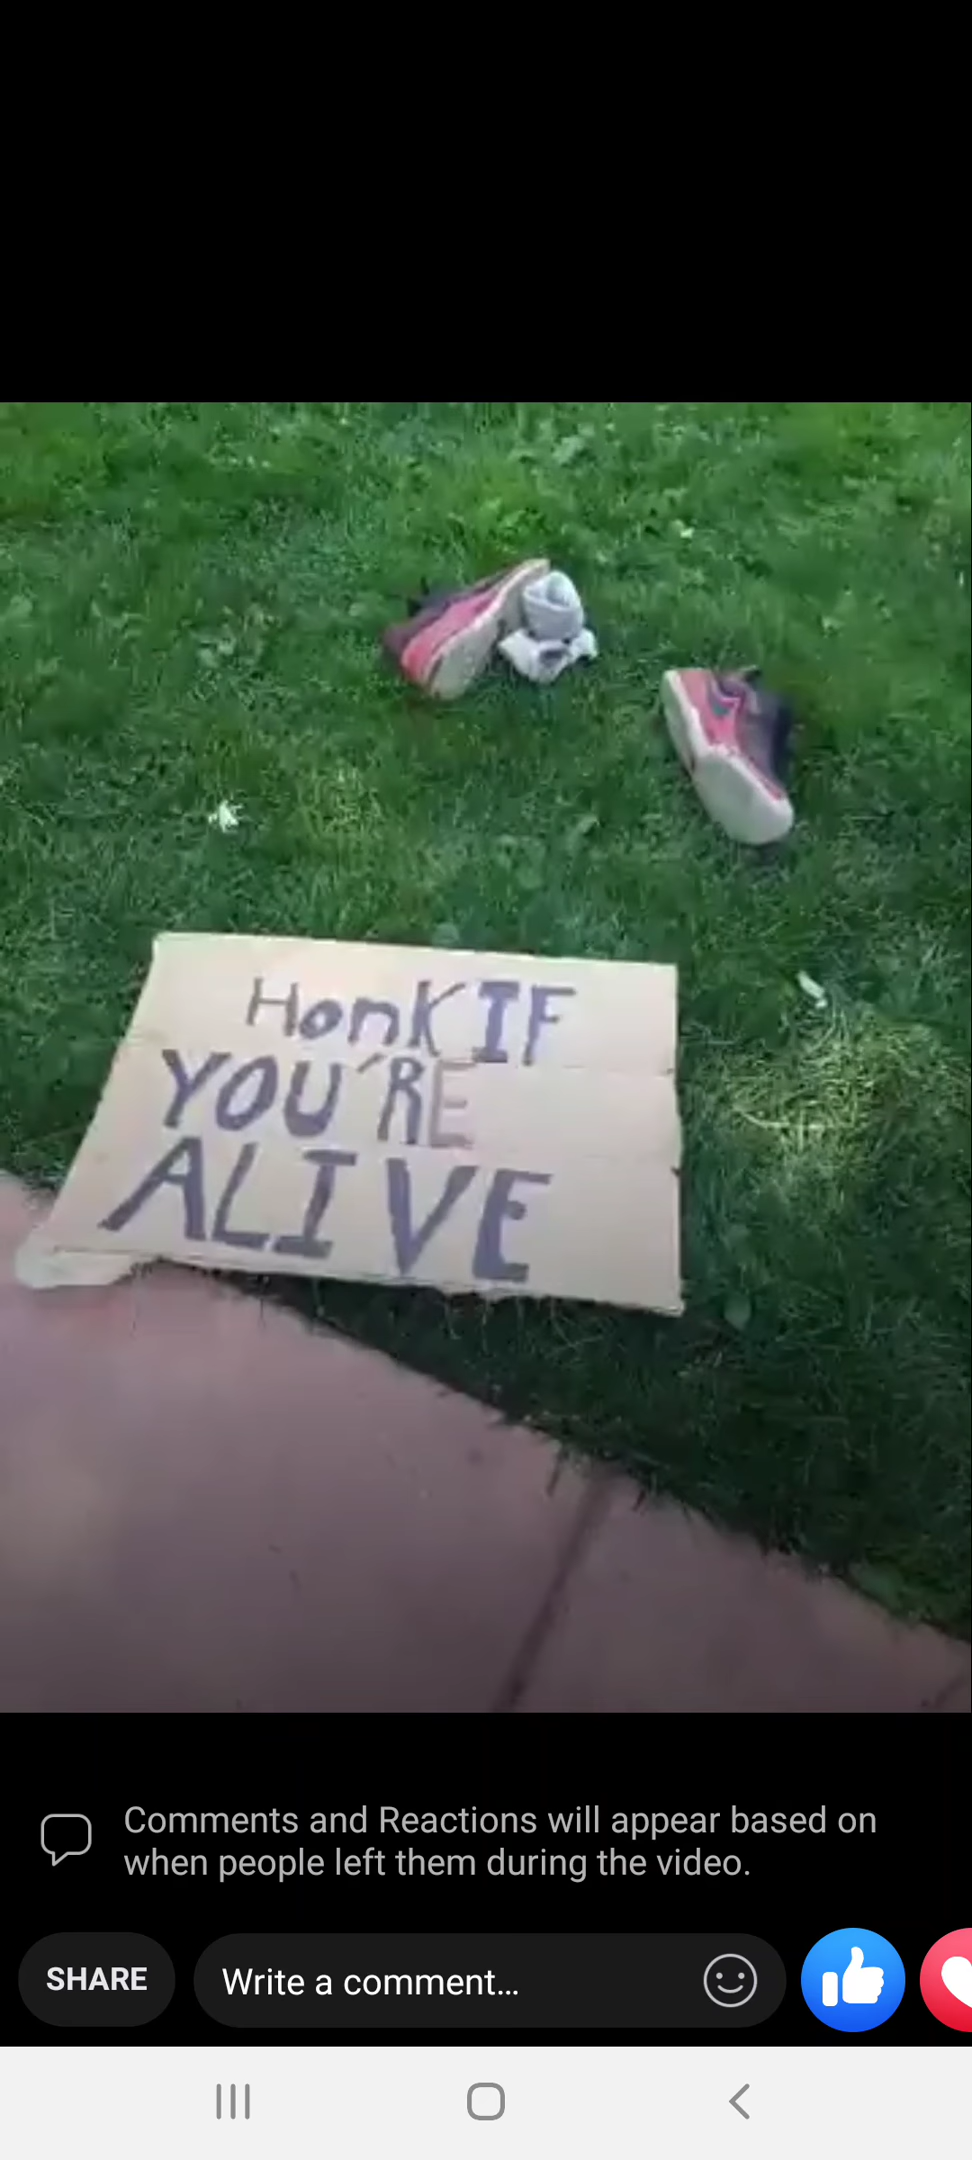 Honk IF
YOU'RE
ALIVE
Comments and Reactions will appear based on
when people left them during the video.
SHARE
Write a comment...